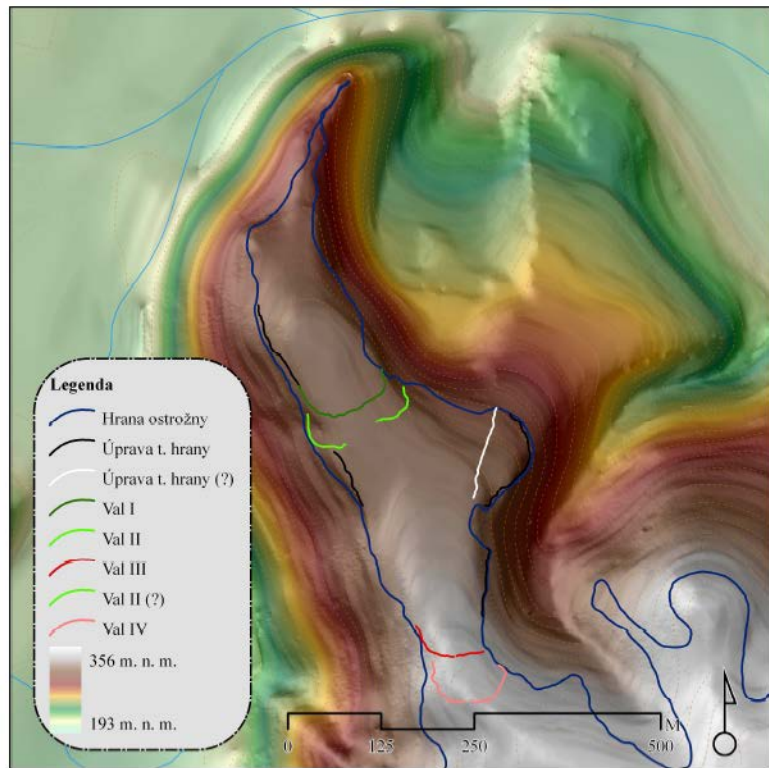 Legenda
Hrana ostrožny
Úprava t. hrany
Úprava t. hrany (?)
Val I
Val II
Val III
Val II (?)
Val IV
356 m. n. m.
193 m. n. m.
M
0 125 250 500